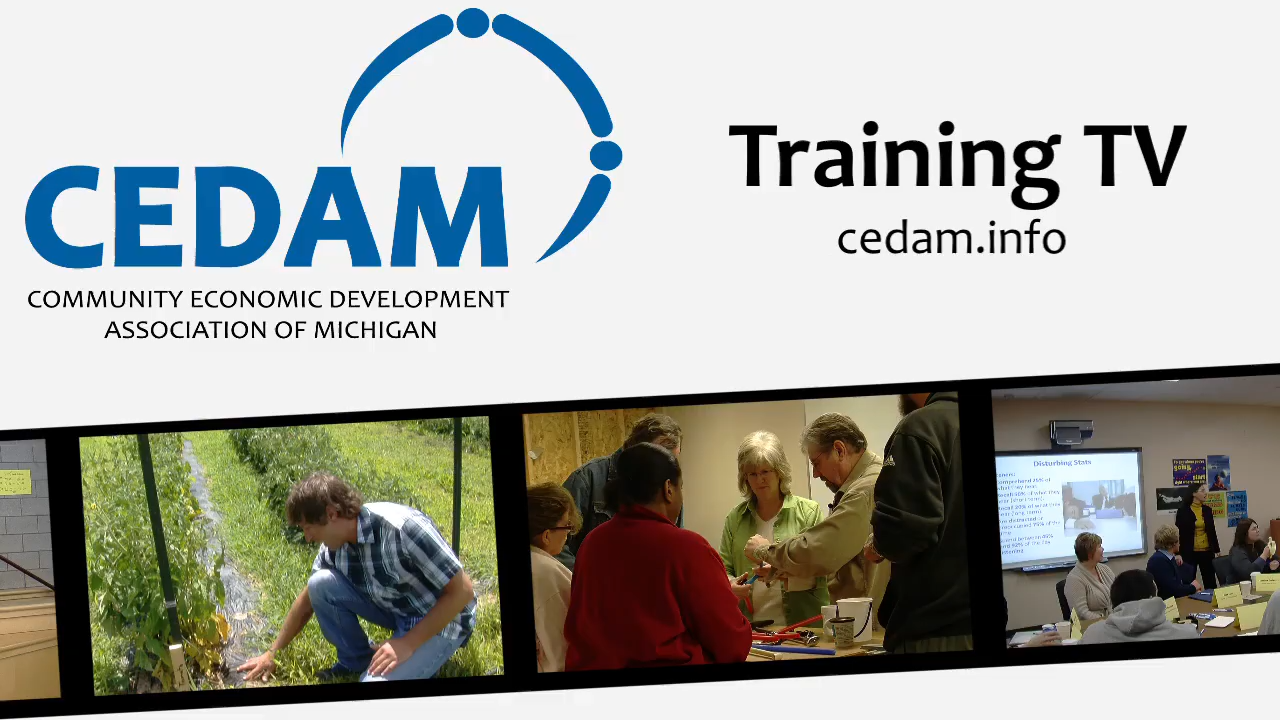 CEDAM
COMMUNITY ECONOMIC DEVELOPMENT
ASSOCIATION OF MICHIGAN
Training TV
cedam.info
Disturbing Stats